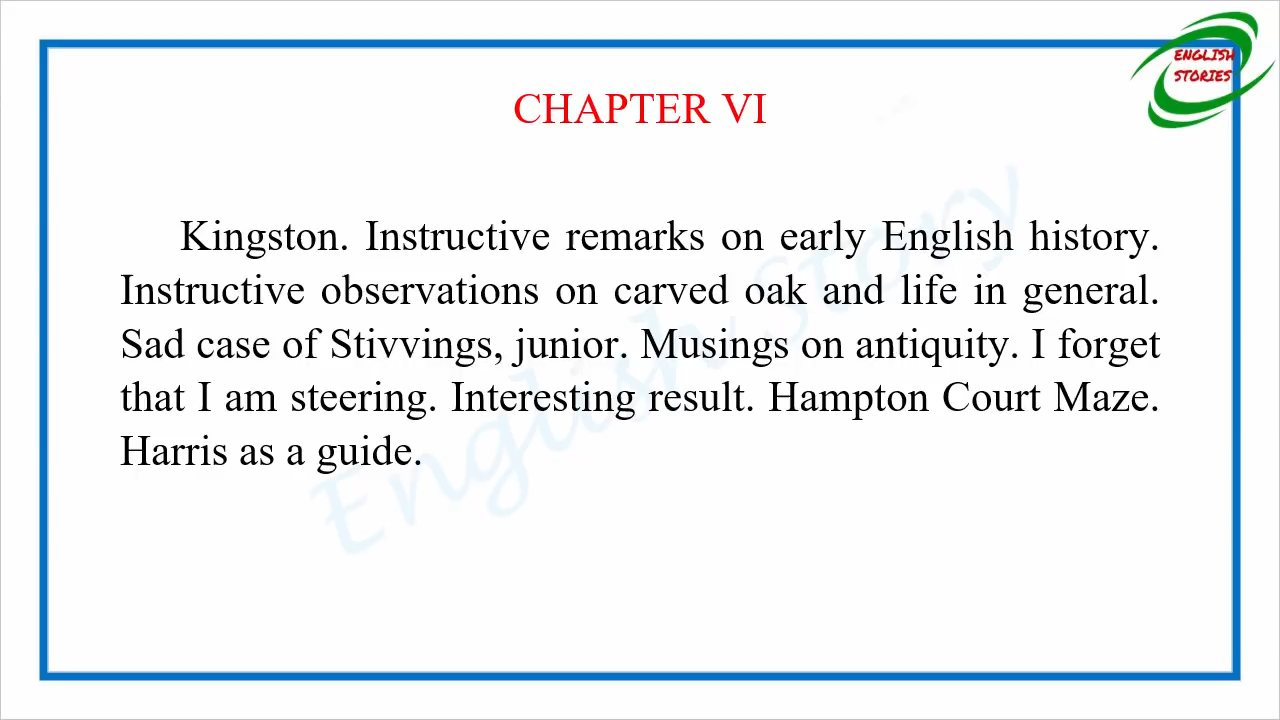 ENGLISH
STORIES
CHAPTER VI
Kingston. Instructive remarks on early English history.
Instructive observations on carved oak and life in general.
Sad case of Stivvings, junior. Musings on antiquity. I forget
that I am steering. Interesting result. Hampton Court Maze.
Harris as a guide.
English Story